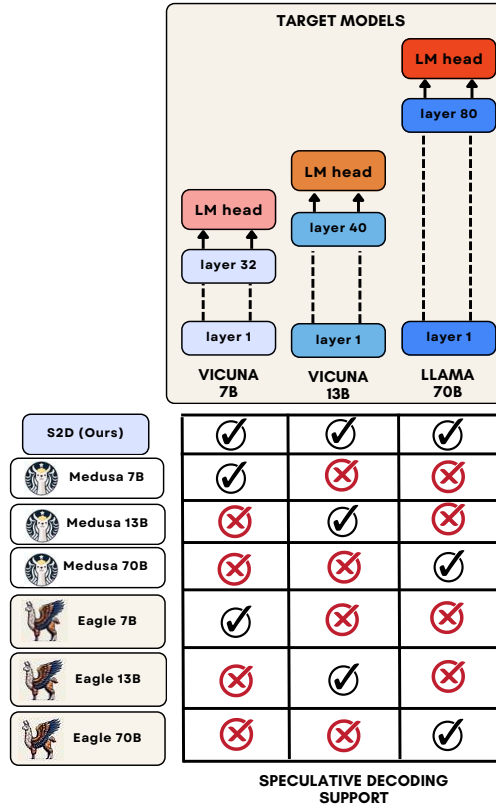 TARGET MODELS
LM head
layer 80
LM head
layer 40
LM head
layer 32
layer 1
layer 1
layer 1
VICUNA
7B
VICUNA
13B
LLAMA
70B
S2D (Ours)
Medusa 7B
Medusa 13B
Medusa 70B
Eagle 7B
Eagle 13B
Eagle 70B
SPECULATIVE DECODING
SUPPORT